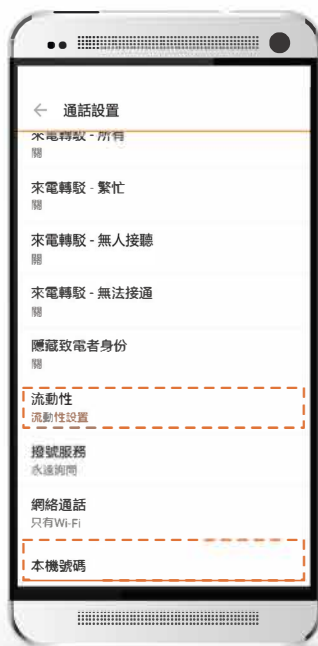 ← 通話設置
來電轉駁 - 所有
關
來電轉駁 - 繁忙
關
來電轉駁 - 無人接聽
關
來電轉駁 - 無法接通
關
隱藏致電者身份
關
流動性
流動性設置
撥號服務
永遠詢問
網絡通話
只有Wi-Fi
本機號碼